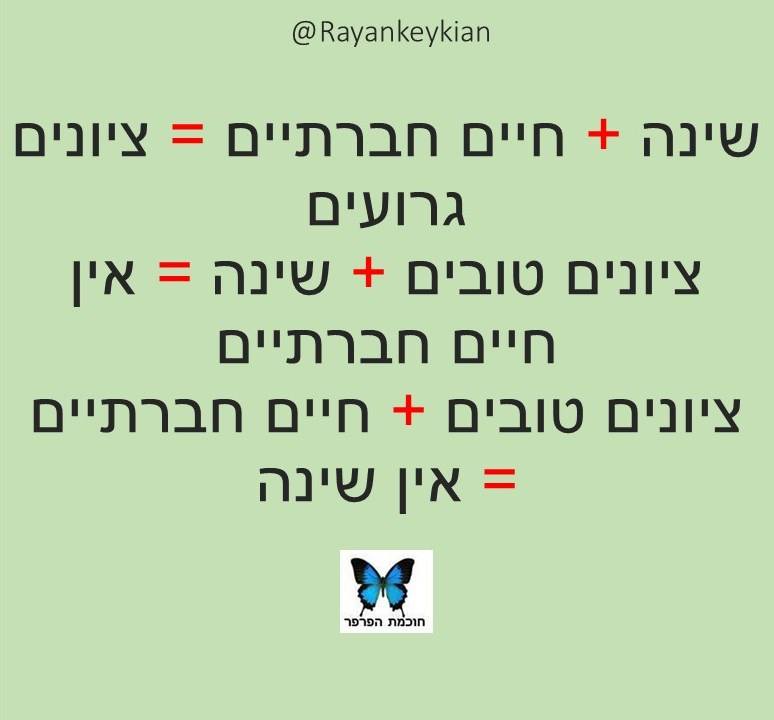 @Rayankeykian
שינה + חיים חברתיים = ציונים
גרועים
ציונים טובים + שינה = אין
חיים חברתיים
ציונים טובים + חיים חברתיים
= אין שינה
חוכמת הפרפר